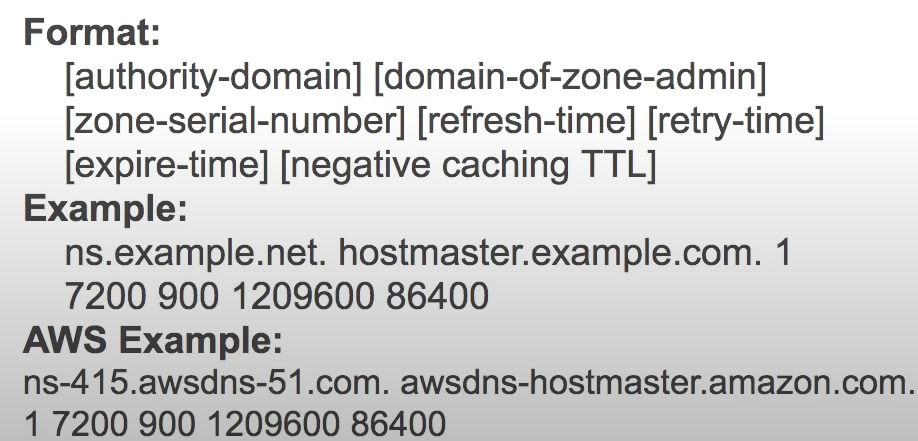 Format:
[authority-domain] [domain-of-zone-admin]
[zone-serial-number] [refresh-time] [retry-time]
[expire-time] [negative caching TTL]
Example:
ns.example.net. hostmaster.example.com. 1
7200 900 1209600 86400
AWS Example:
ns-415.awsdns-51.com. awsdns-hostmaster.amazon.com.
1 7200 900 1209600 86400